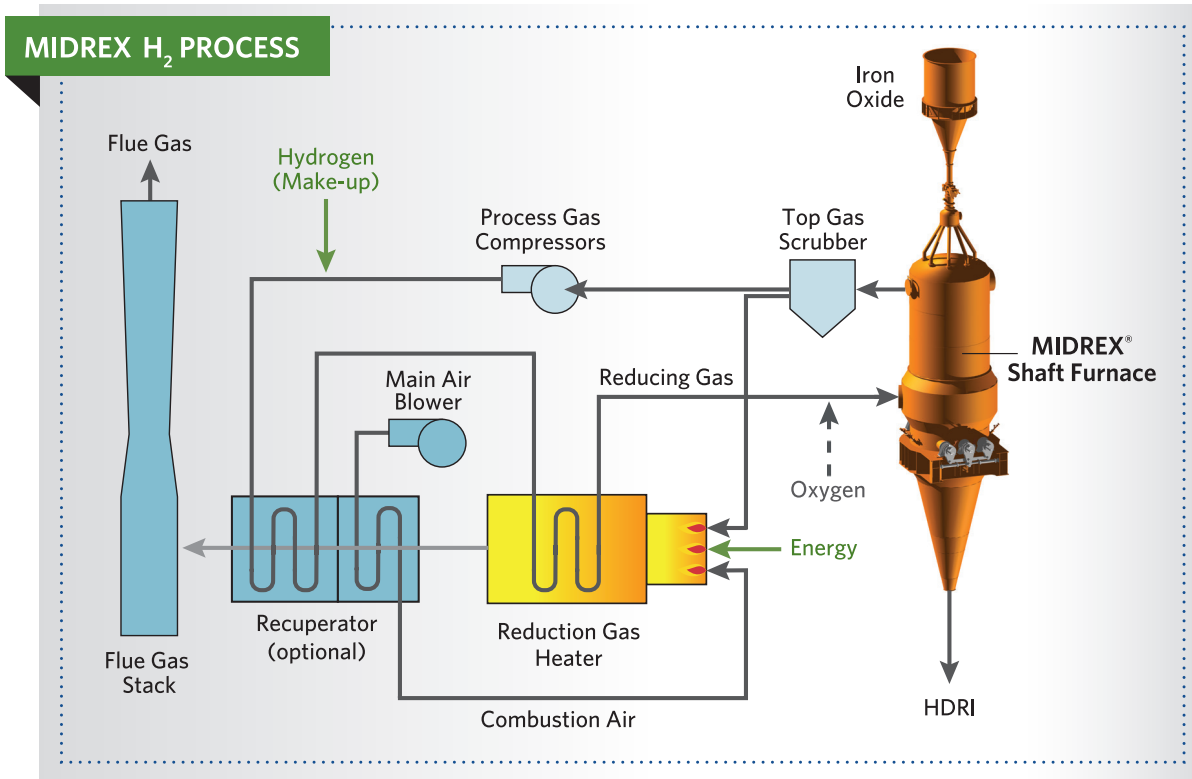 MIDREX H₂ PROCESS
Iron
Oxide
Flue Gas
Hydrogen
(Make-up)
Process Gas
Compressors
Top Gas
Scrubber
MIDREX®
Shaft Furnace
Main Air
Blower
Reducing Gas
Oxygen
Energy
Recuperator
(optional)
Reduction Gas
Heater
Flue Gas
Stack
Combustion Air
HDRI